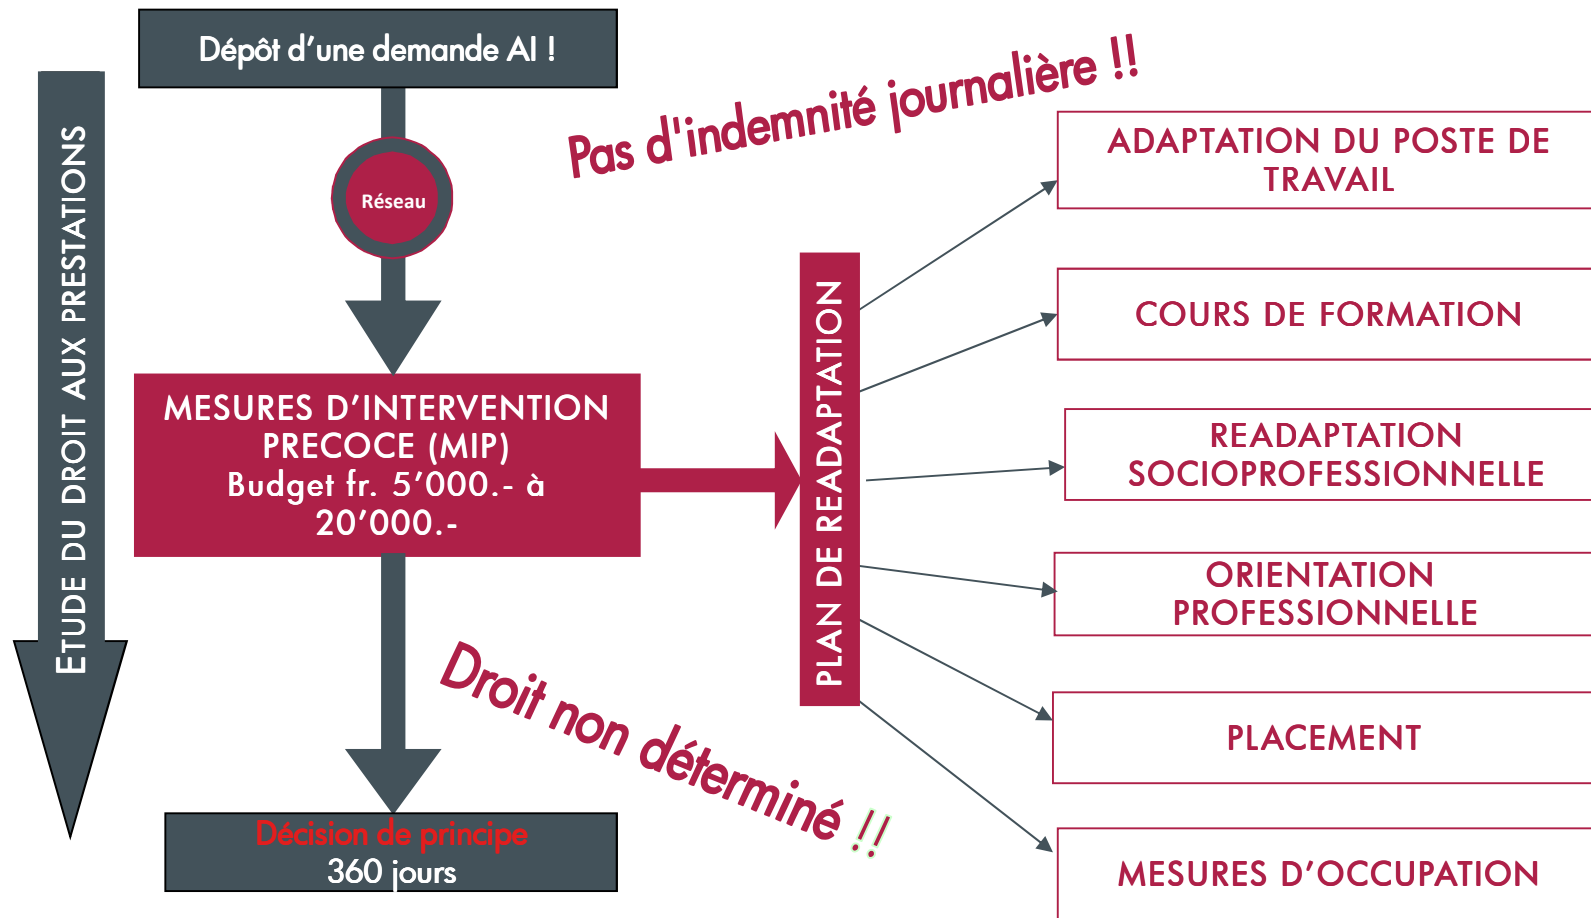 Dépôt d’une demande AI !
Pas d'indemnité journalière !!
Réseau
ETUDE DU DROIT AUX PRESTATIONS
MESURES D’INTERVENTION
PRECOCE (MIP)
Budget fr. 5’000.- à
20’000.-
PLAN DE READAPTATION
ADAPTATION DU POSTE DE
TRAVAIL
COURS DE FORMATION
READAPTATION
SOCIOPROFESSIONNELLE
ORIENTATION
PROFESSIONNELLE
PLACEMENT
MESURES D’OCCUPATION
Droit non déterminé !!
Décision de principe
360 jours